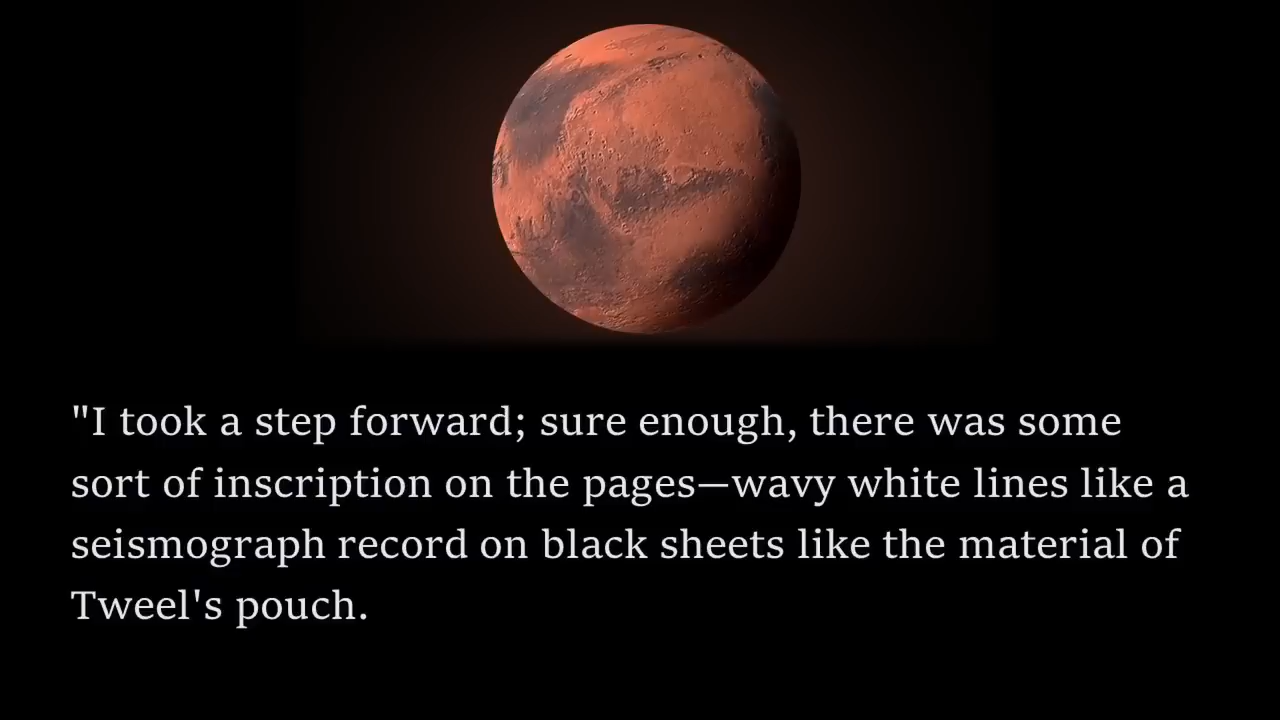 "I took a step forward; sure enough, there was some
sort of inscription on the pages—wavy white lines like a
seismograph record on black sheets like the material of
Tweel's pouch.